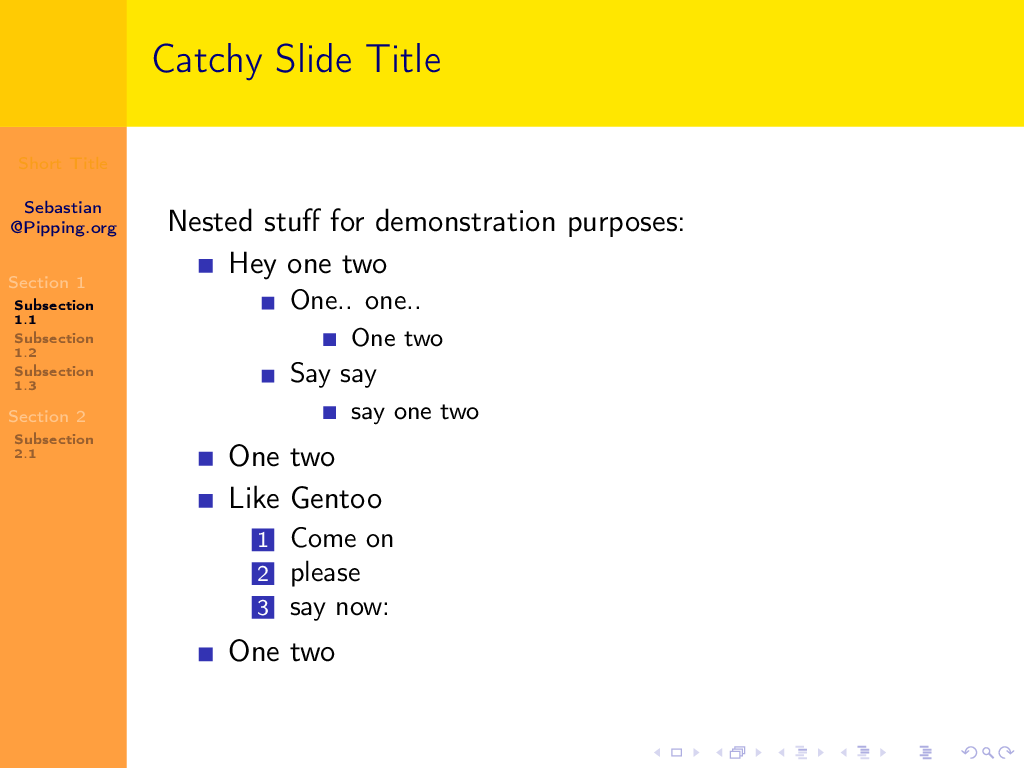 Catchy Slide Title
Short Title
Sebastian
@Pipping.org
Section 1
Subsection
1.1
Subsection
1.2
Subsection
1.3
Section 2
Subsection
2.1
Nested stuff for demonstration purposes:
Hey one two
One.. one..
One two
Say say
say one two
One two
Like Gentoo
1 Come on
2 please
3 say now:
One two